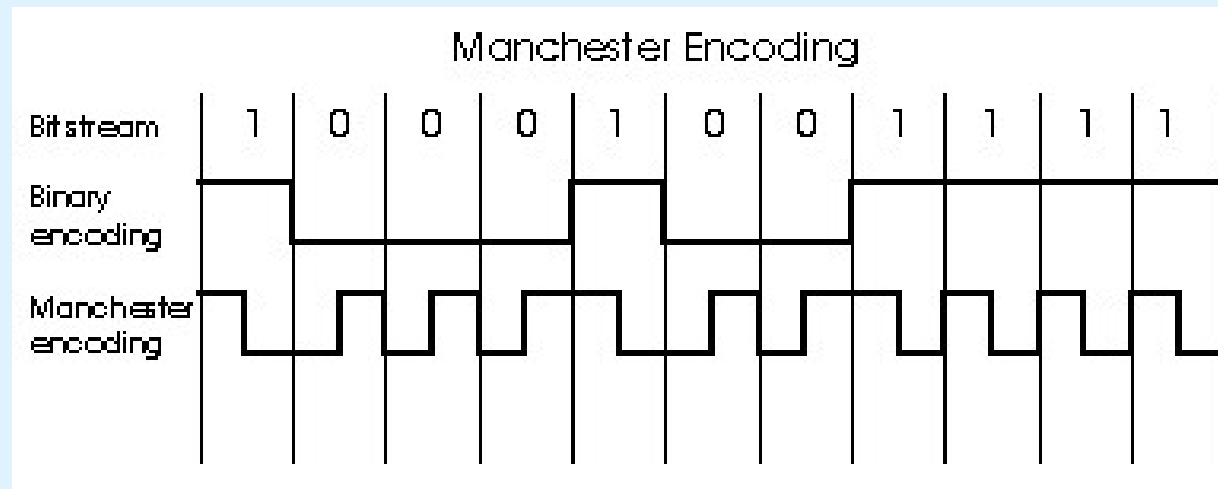 Manchester Encoding
Bitstream 1 0 0 0 1 0 0 1 1 1 1
Binary
encoding
Manchester
encoding